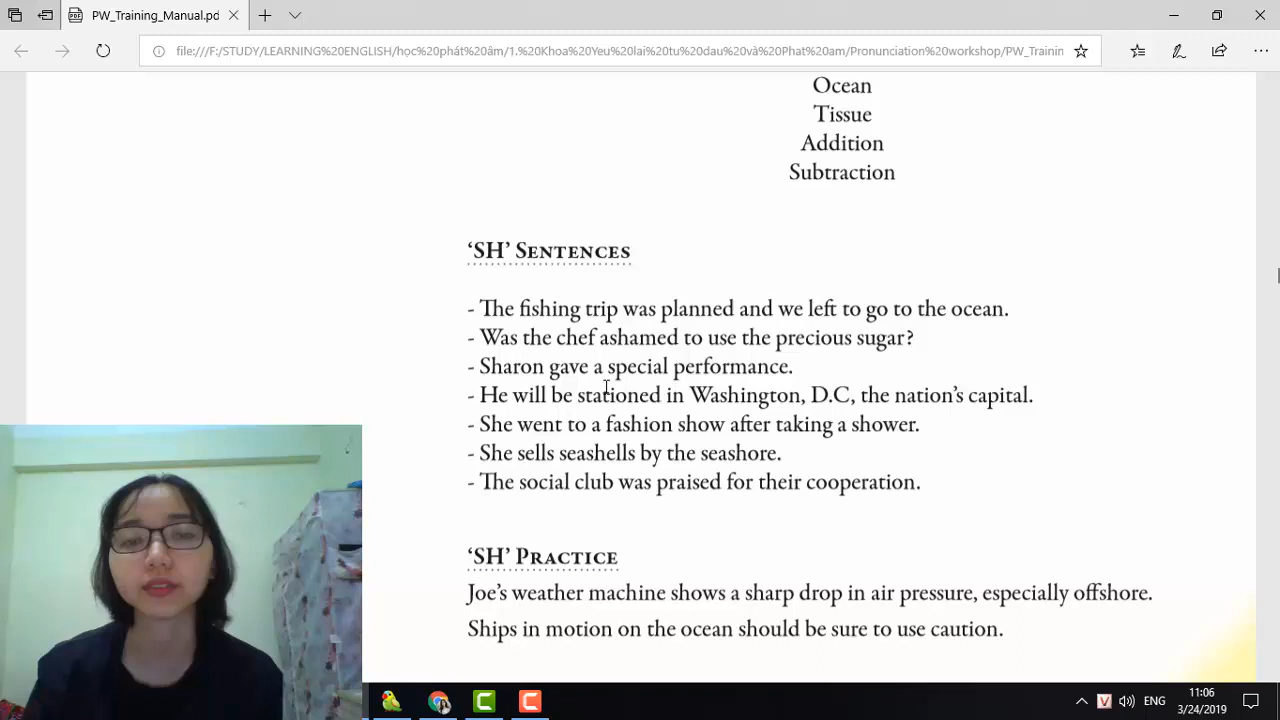 PW_Training_Manual.pd
file:///F:/STUDY/LEARNING%20ENGLISH/học%20phát%20âm/1.%20Khoa%20Yeu%20lai%20tu%20dau%20và%20Phat%20am/Pronunciation%20workshop/PW_Trainin
Ocean
Tissue
Addition
Subtraction
‘SH’ Sentences
- The fishing trip was planned and we left to go to the ocean.
- Was the chef ashamed to use the precious sugar?
- Sharon gave a special performance.
- He will be stationed in Washington, D.C, the nation’s capital.
- She went to a fashion show after taking a shower.
- She sells seashells by the seashore.
- The social club was praised for their cooperation.
‘SH’ Practice
Joe’s weather machine shows a sharp drop in air pressure, especially offshore.
Ships in motion on the ocean should be sure to use caution.
V
ENG
11:06
3/24/2019